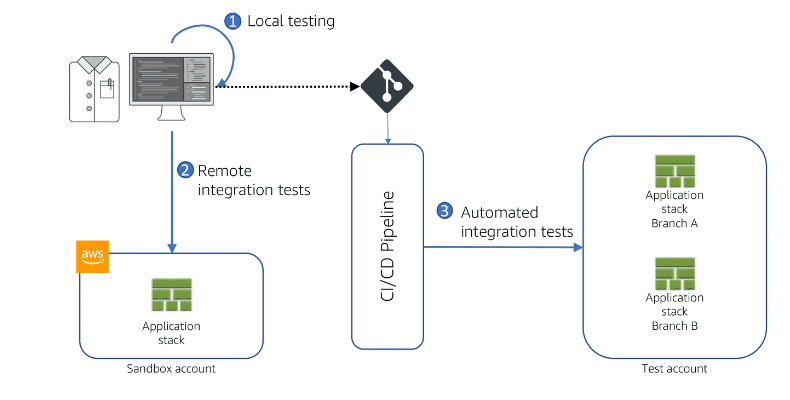 1 Local testing
2 Remote
integration tests
CI/CD Pipeline
3 Automated
integration tests
Application
stack
Branch A
Application
stack
Branch B
aws
Application
stack
Sandbox account
Test account